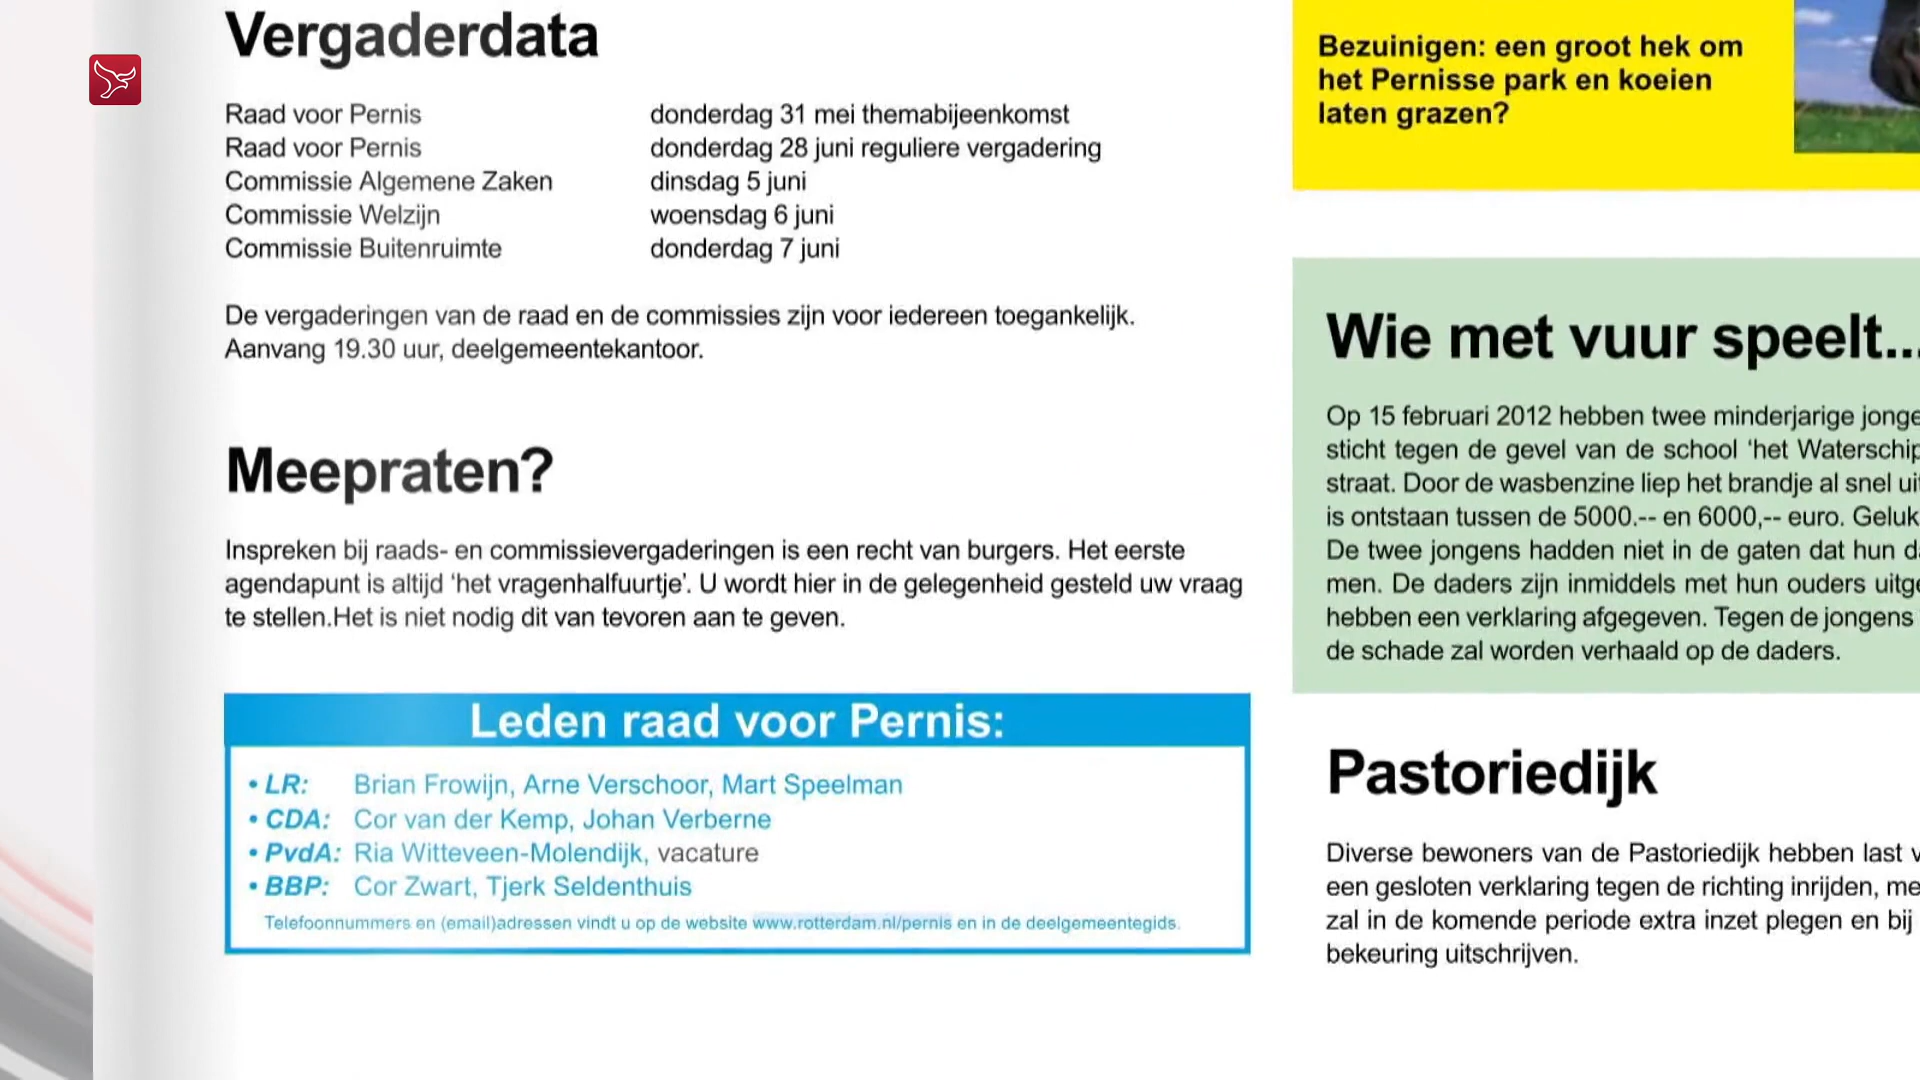 Vergaderdata
Raad voor Pernis donderdag 31 mei themabijeenkomst
Raad voor Pernis donderdag 28 juni reguliere vergadering
Commissie Algemene Zaken dinsdag 5 juni
Commissie Welzijn woensdag 6 juni
Commissie Buitenruimte donderdag 7 juni
De vergaderingen van de raad en de commissies zijn voor iedereen toegankelijk.
Aanvang 19.30 uur, deelgemeentekantoor.
Meepraten?
Inspreken bij raads- en commissievergaderingen is een recht van burgers. Het eerste
agendapunt is altijd ‘het vragenhalfuurtje’. U wordt hier in de gelegenheid gesteld uw vraag
te stellen.Het is niet nodig dit van tevoren aan te geven.
Leden raad voor Pernis:
• LR: Brian Frowijn, Arne Verschoor, Mart Speelman
• CDA: Cor van der Kemp, Johan Verberne
• PvdA: Ria Witteveen-Molendijk, vacature
• BBP: Cor Zwart, Tjerk Seldenthuis
Telefoonnummers en (email)adressen vindt u op de website www.rotterdam.nl/pernis en in de deelgemeentegids.
Bezuinigen: een groot hek om
het Pernisse park en koeien
laten grazen?
Wie met vuur speelt...
Op 15 februari 2012 hebben twee minderjarige jonge
sticht tegen de gevel van de school ‘het Waterschip
straat. Door de wasbenzine liep het brandje al snel uit
is ontstaan tussen de 5000.-- en 6000,-- euro. Geluk
De twee jongens hadden niet in de gaten dat hun da
men. De daders zijn inmiddels met hun ouders uitge
hebben een verklaring afgegeven. Tegen de jongens
de schade zal worden verhaald op de daders.
Pastoriedijk
Diverse bewoners van de Pastoriedijk hebben last v
een gesloten verklaring tegen de richting inrijden, me
zal in de komende periode extra inzet plegen en bij
bekeuring uitschrijven.